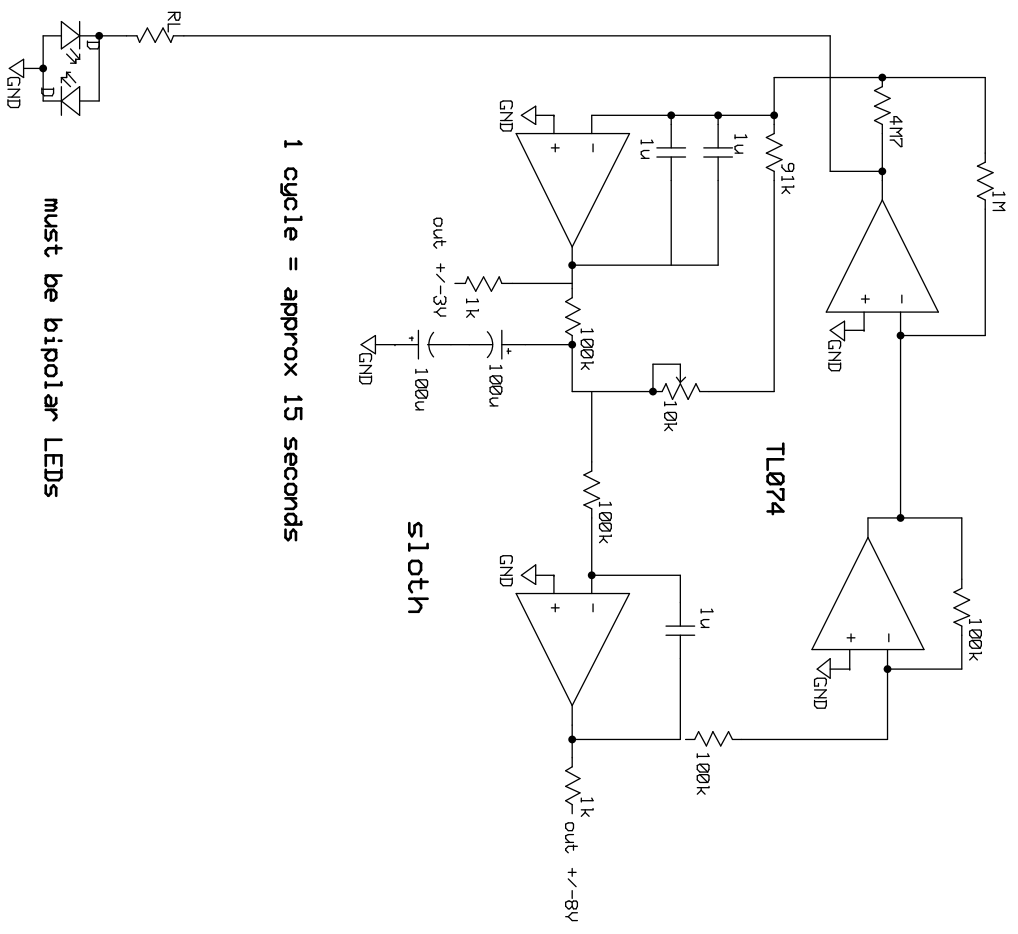 1M
100k
4M7
GND
GND
91k
TL074
1u
1u
100k
10k
1u
100k
100k
1k
out +/-8V
GND
GND
100u
1k
out +/-3V
100u
sloth
GND
1 cycle = approx 15 seconds
RL
D
must be bipolar LEDs
D
GND